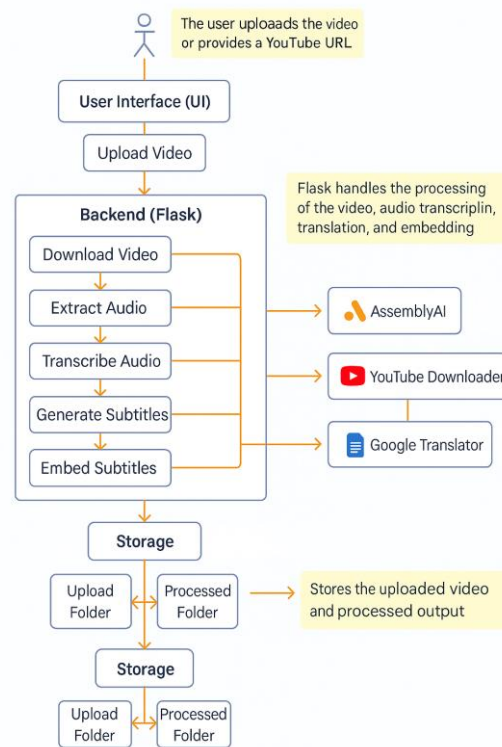 The user uploaads the video
or provides a YouTube URL
User Interface (UI)
Upload Video
Backend (Flask)
Flask handles the processing
of the video, audio transcriplin,
translation, and embedding
Download Video
Extract Audio
AssemblyAI
Transcribe Audio
YouTube Downloader
Generate Subtitles
Google Translator
Embed Subtitles
Storage
Upload
Folder
Processed
Folder
Stores the uploaded video
and processed output
Storage
Upload
Folder
Processed
Folder